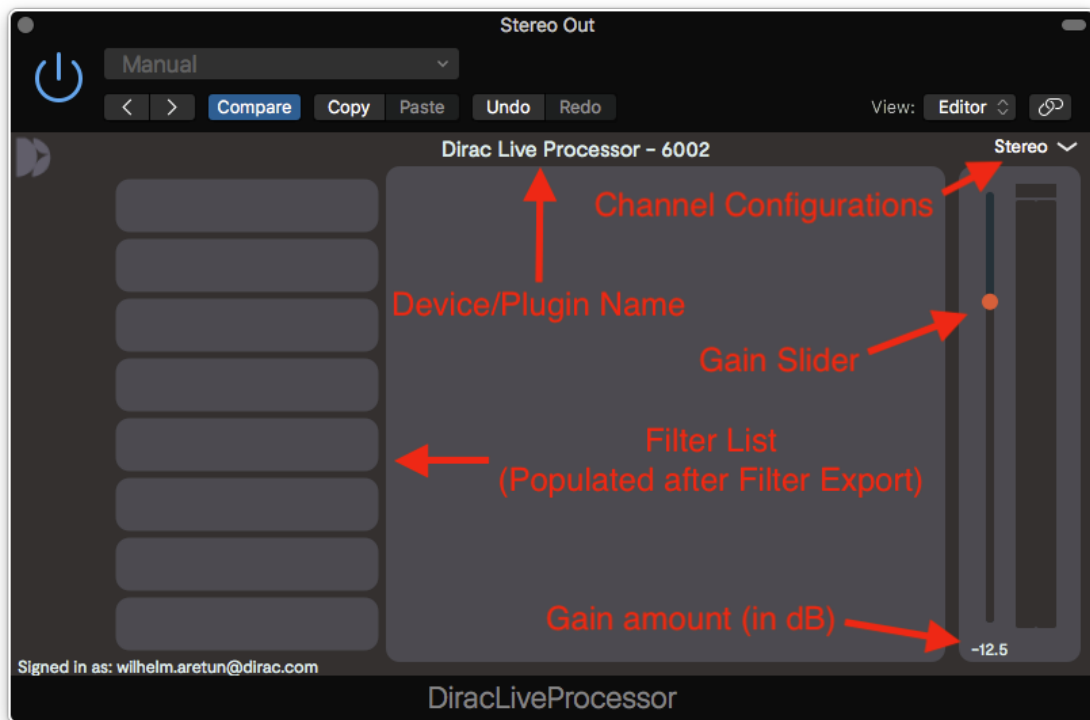 Stereo Out
Manual
Compare Copy Paste Undo Redo View: Editor
Dirac Live Processor - 6002
Stereo
Channel Configurations
Device/Plugin Name
Gain Slider
Filter List
(Populated after Filter Export)
Gain amount (in dB)
-12.5
Signed in as: wilhelm.aretun@dirac.com
DiracLiveProcessor